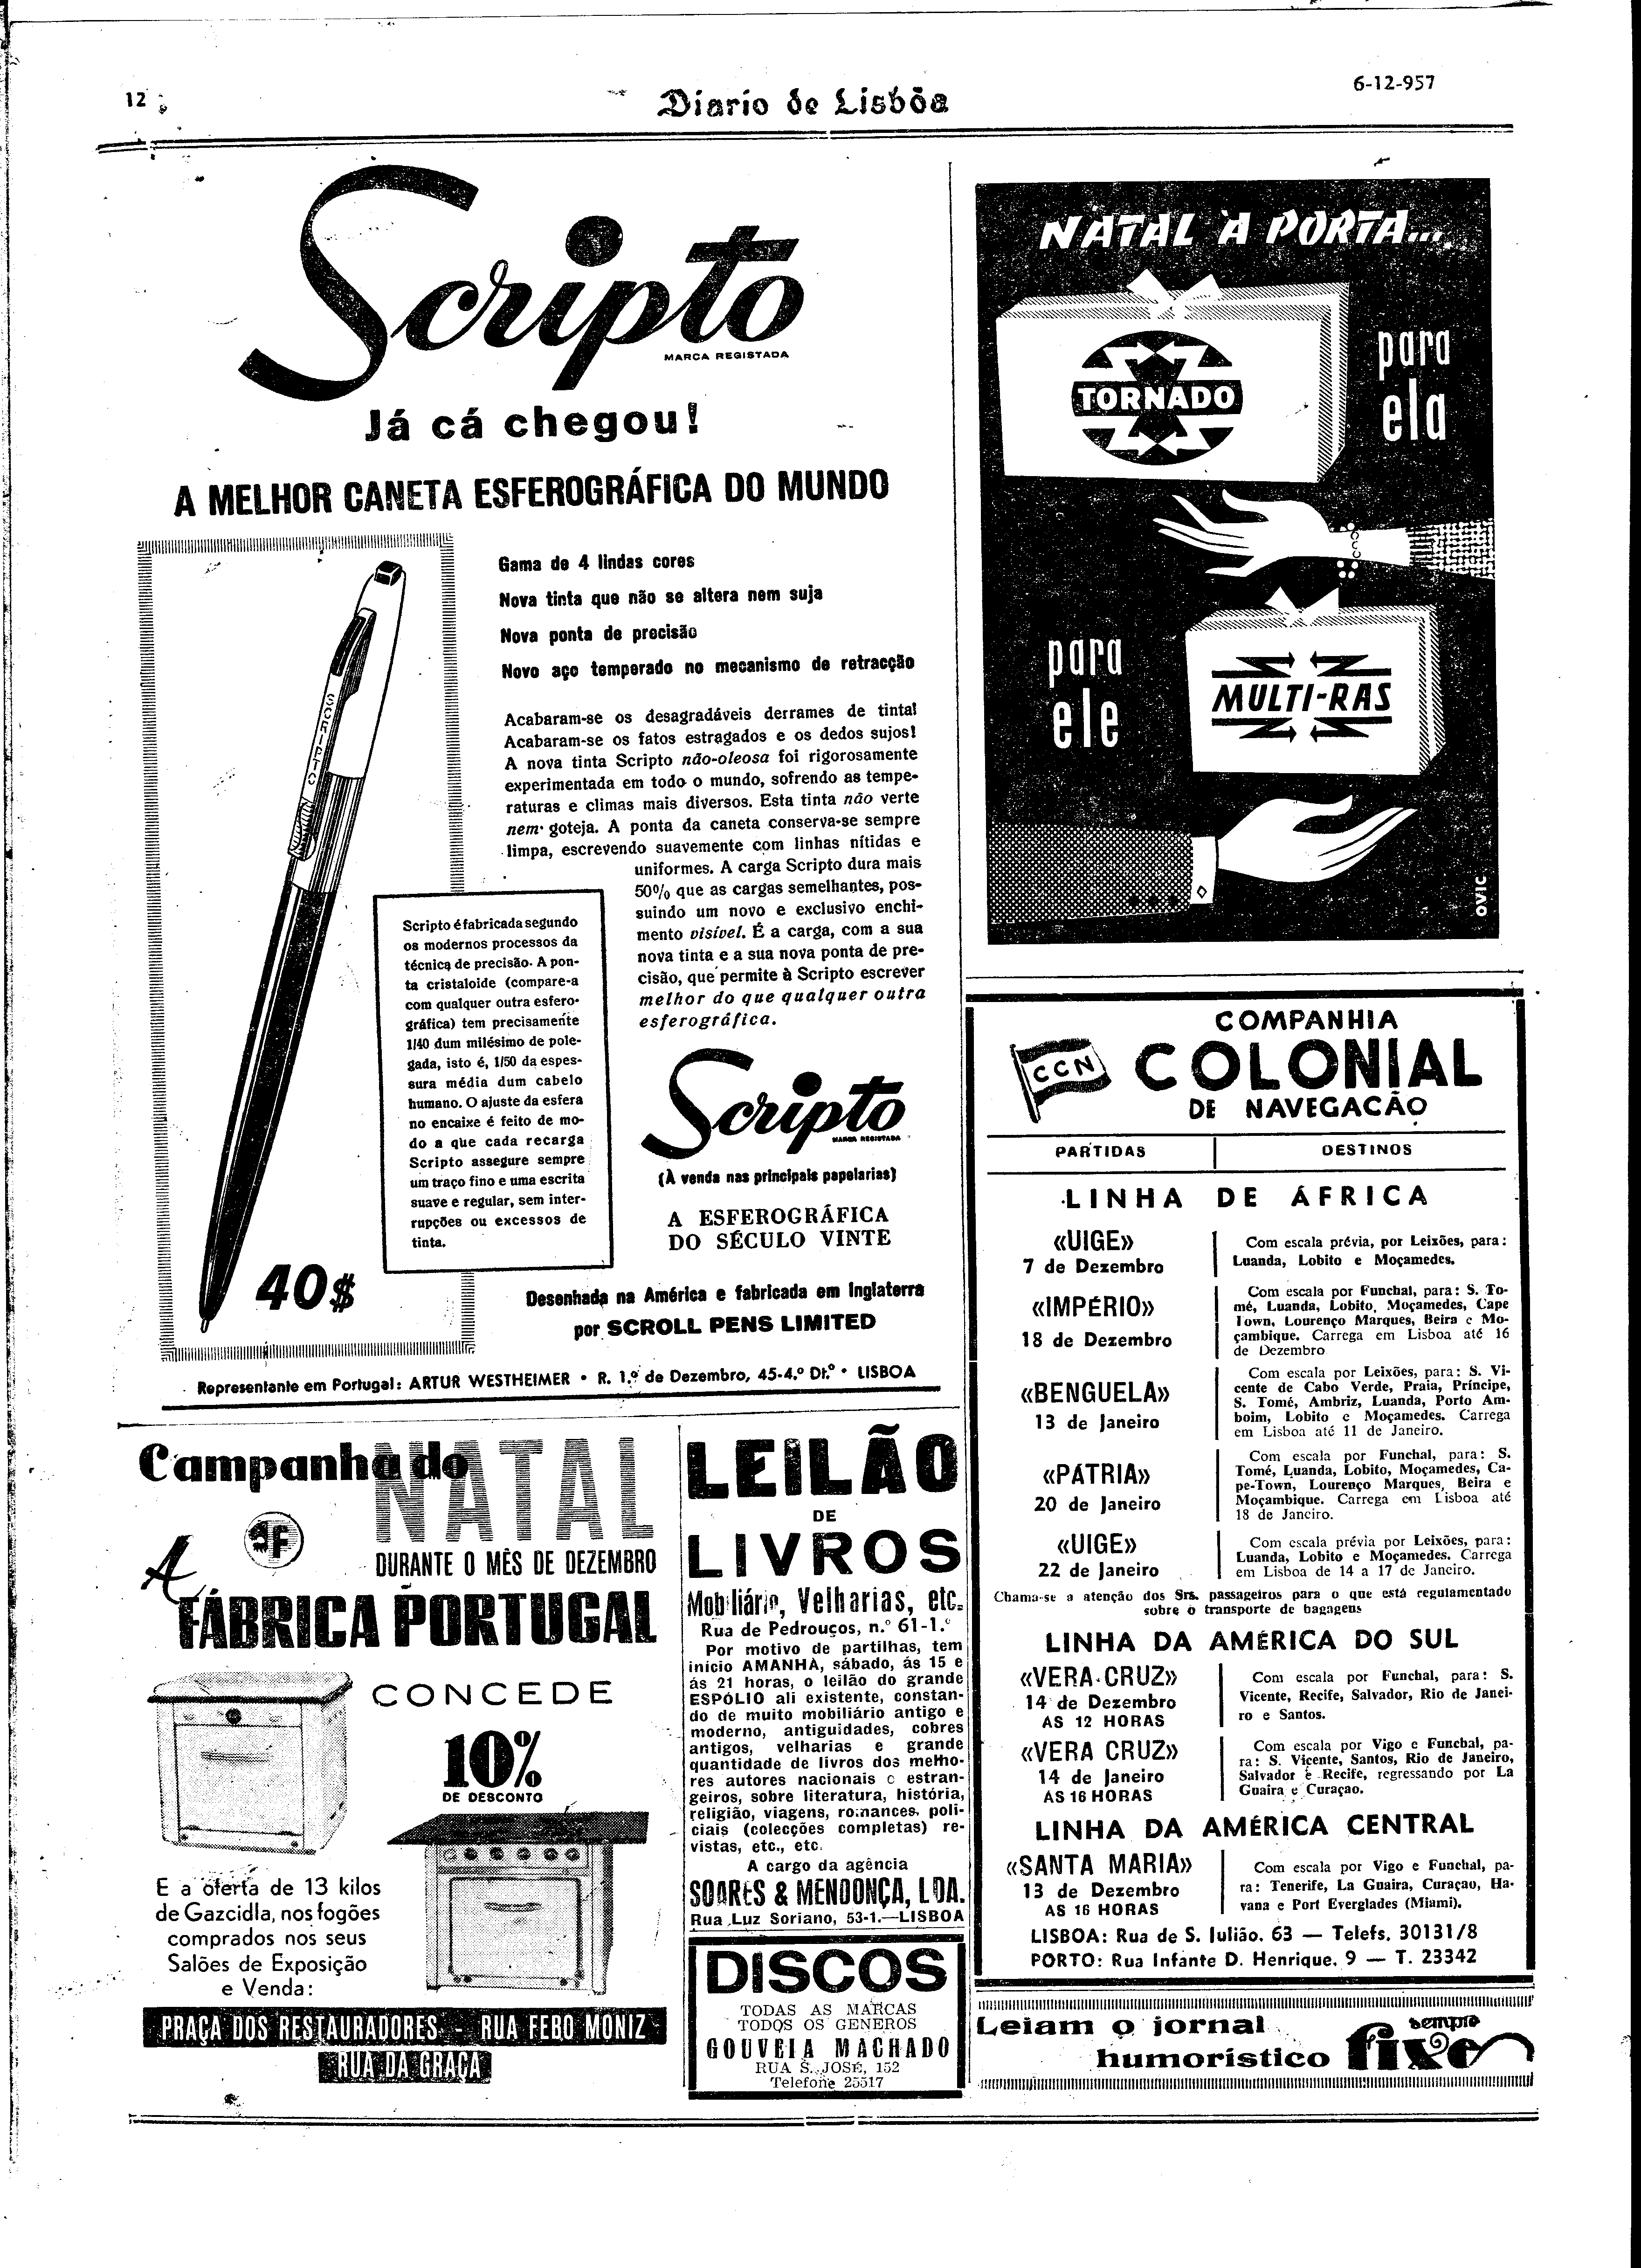 12
Diario de Lisbôa
6-12-957
Scripto
MARCA REGISTADA
Já cá chegou!
A MELHOR CANETA ESFEROGRÁFICA DO MUNDO
Gama de 4 lindas cores
Nova tinta que não se altera nem suja
Nova ponta de precisão
Novo aço temperado no mecanismo de retracção
SCRIPTO
Acabaram-se os desagradáveis derrames de tinta!
Acabaram-se os fatos estragados e os dedos sujos!
A nova tinta Scripto não-oleosa foi rigorosamente
experimentada em todo o mundo, sofrendo as tempe-
raturas e climas mais diversos. Esta tinta não verte
nem goteja. A ponta da caneta conserva-se sempre
limpa, escrevendo suavemente com linhas nítidas e
uniformes. A carga Scripto dura mais
50% que as cargas semelhantes, pos-
suindo um novo e exclusivo enchi-
mento visível. É a carga, com a sua
nova tinta e a sua nova ponta de pre-
cisão, que permite à Scripto escrever
melhor do que qualquer outra
esferográfica.
Scripto é fabricada segundo
os modernos processos da
técnica de precisão. A pon-
ta cristaloide (compare-a
com qualquer outra esfero-
gráfica) tem precisamente
1/40 dum milésimo de pole-
gada, isto é, 1/50 da espes-
sura média dum cabelo
humano. O ajuste da esfera
no encaixe é feito de mo-
do a que cada recarga
Scripto assegure sempre
um traço fino e uma escrita
suave e regular, sem inter-
rupções ou excessos de
tinta.
40$
Scripto
MARCA REGISTADA
(À venda nas principais papelarias)
A ESFEROGRÁFICA
DO SÉCULO VINTE
Desenhada na América e fabricada em Inglaterra
por SCROLL PENS LIMITED
Representante em Portugal: ARTUR WESTHEIMER • R. 1.º de Dezembro, 45-4.º Dt.º • LISBOA
NATAL À PORTA...
TORNADO
para
ela
para
ele
MULTI-RAS
OVIC
COMPANHIA
CCN
COLONIAL
DE NAVEGAÇÃO
PARTIDAS
DESTINOS
LINHA DE ÁFRICA
«UIGE»
7 de Dezembro
Com escala prévia, por Leixões, para:
Luanda, Lobito e Moçamedes.
«IMPÉRIO»
18 de Dezembro
Com escala por Funchal, para: S. To-
mé, Luanda, Lobito, Moçamedes, Cape
Town, Lourenço Marques, Beira e Mo-
çambique. Carrega em Lisboa até 16
de Dezembro
«BENGUELA»
13 de Janeiro
Com escala por Leixões, para: S. Vi-
cente de Cabo Verde, Praia, Príncipe,
S. Tomé, Ambriz, Luanda, Porto Am-
boim, Lobito e Moçamedes. Carrega
em Lisboa até 11 de Janeiro.
«PÁTRIA»
20 de Janeiro
Com escala por Funchal, para: S.
Tomé, Luanda, Lobito, Moçamedes, Ca-
pe-Town, Lourenço Marques, Beira e
Moçambique. Carrega em Lisboa até
18 de Janeiro.
«UIGE»
22 de Janeiro
Com escala prévia por Leixões, para:
Luanda, Lobito e Moçamedes. Carrega
em Lisboa de 14 a 17 de Janeiro.
Chama-se a atenção dos Srs. passageiros para o que está regulamentado
sobre o transporte de bagagens
LINHA DA AMÉRICA DO SUL
«VERA CRUZ»
14 de Dezembro
AS 12 HORAS
Com escala por Funchal, para: S.
Vicente, Recife, Salvador, Rio de Janei-
ro e Santos.
«VERA CRUZ»
14 de Janeiro
AS 16 HORAS
Com escala por Vigo e Funchal, pa-
ra: S. Vicente, Santos, Rio de Janeiro,
Salvador e Recife, regressando por La
Guaira e Curaçao.
LINHA DA AMÉRICA CENTRAL
«SANTA MARIA»
13 de Dezembro
AS 16 HORAS
Com escala por Vigo e Funchal, pa-
ra: Tenerife, La Guaira, Curaçau, Ha-
vana e Port Everglades (Miami).
LISBOA: Rua de S. Iulião. 63 — Telefs. 30131/8
PORTO: Rua Infante D. Henrique. 9 — T. 23342
Campanha do NATAL
JF
DURANTE O MÊS DE DEZEMBRO
A
FÁBRICA PORTUGAL
CONCEDE
10%
DE DESCONTO
E a oferta de 13 kilos
de Gazcidla, nos fogões
comprados nos seus
Salões de Exposição
e Venda:
PRAÇA DOS RESTAURADORES - RUA FEBO MONIZ
RUA DA GRAÇA
LEILÃO
DE
LIVROS
Mobiliário, Velharias, etc.
Rua de Pedrouços, n.º 61-1.º
Por motivo de partilhas, tem
início AMANHÃ, sábado, ás 15 e
ás 21 horas, o leilão do grande
ESPÓLIO ali existente, constan-
do de muito mobiliário antigo e
moderno, antiguidades, cobres
antigos, velharias e grande
quantidade de livros dos melho-
res autores nacionais e estran-
geiros, sobre literatura, história,
religião, viagens, romances, poli-
ciais (colecções completas) re-
vistas, etc., etc.
A cargo da agência
SOARES & MENDONÇA, LDA.
Rua Luz Soriano, 53-1.—LISBOA
DISCOS
TODAS AS MARCAS
TODOS OS GENEROS
GOUVEIA MACHADO
RUA S. JOSÉ, 152
Telefone 25517
Leiam o jornal
humorístico
sempre
fixe